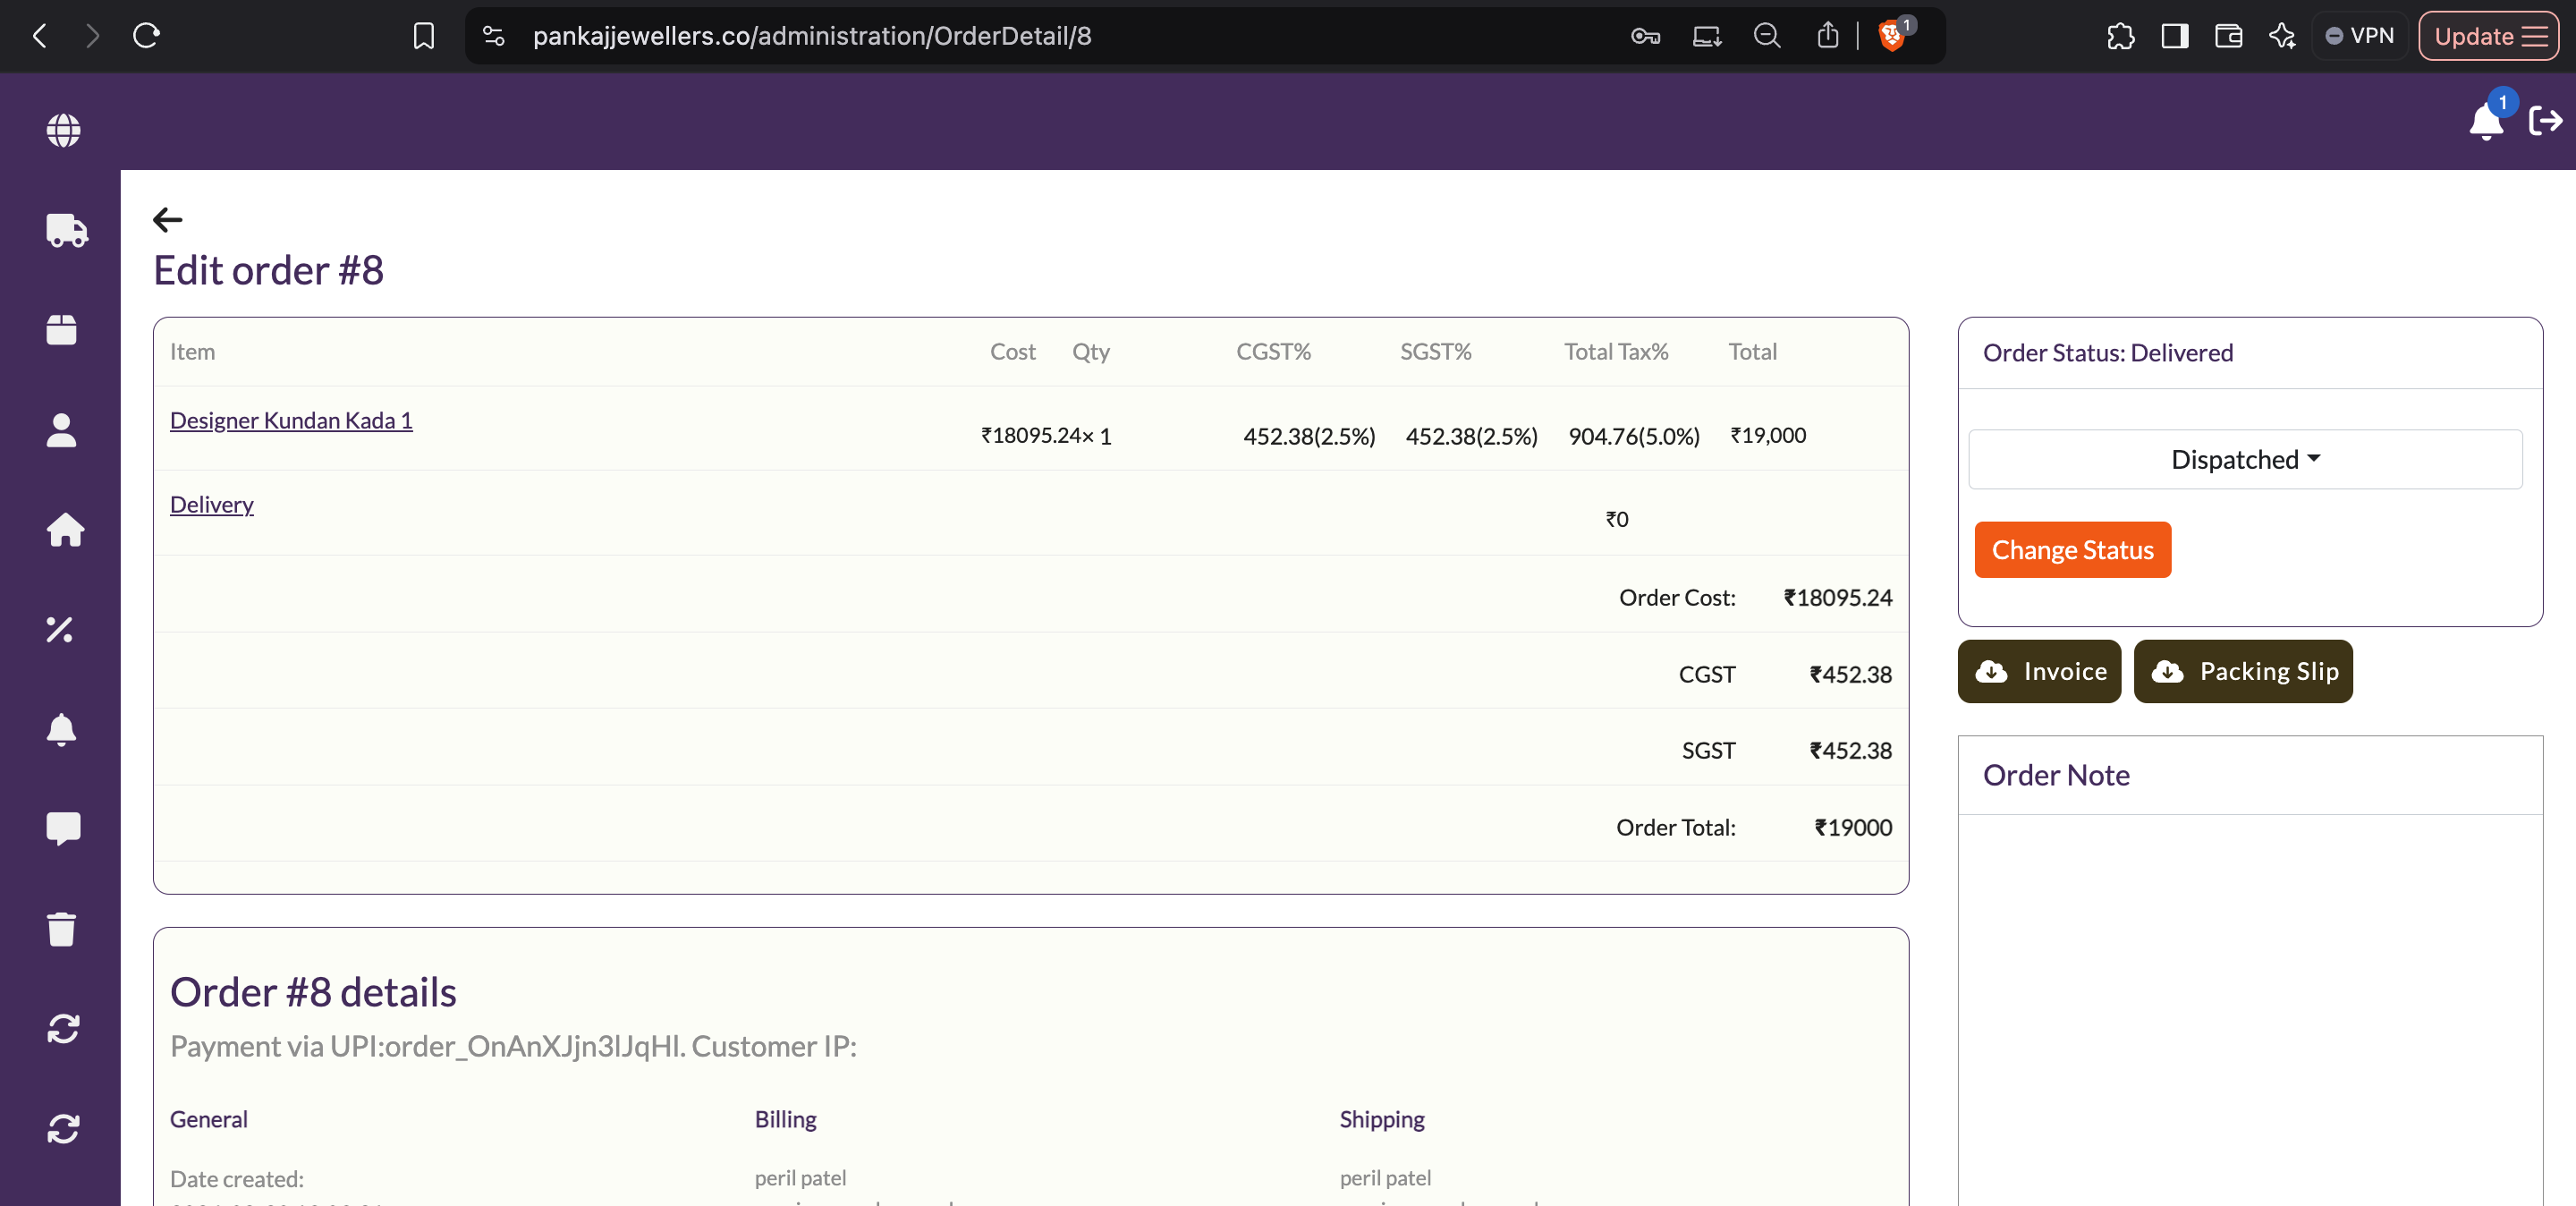 pankajjewellers.co/administration/OrderDetail/8
1
VPN
Update
1
Edit order #8
Item Cost Qty CGST% SGST% Total Tax% Total
Designer Kundan Kada 1
₹18095.24× 1 452.38(2.5%) 452.38(2.5%) 904.76(5.0%) ₹19,000
Delivery
₹0
Order Cost: ₹18095.24
CGST ₹452.38
SGST ₹452.38
Order Total: ₹19000
Order Status: Delivered
Dispatched
Change Status
Invoice
Packing Slip
Order Note
Order #8 details
Payment via UPI:order_OnAnXJjn3lJqHl. Customer IP:
General Billing Shipping
Date created: peril patel peril patel